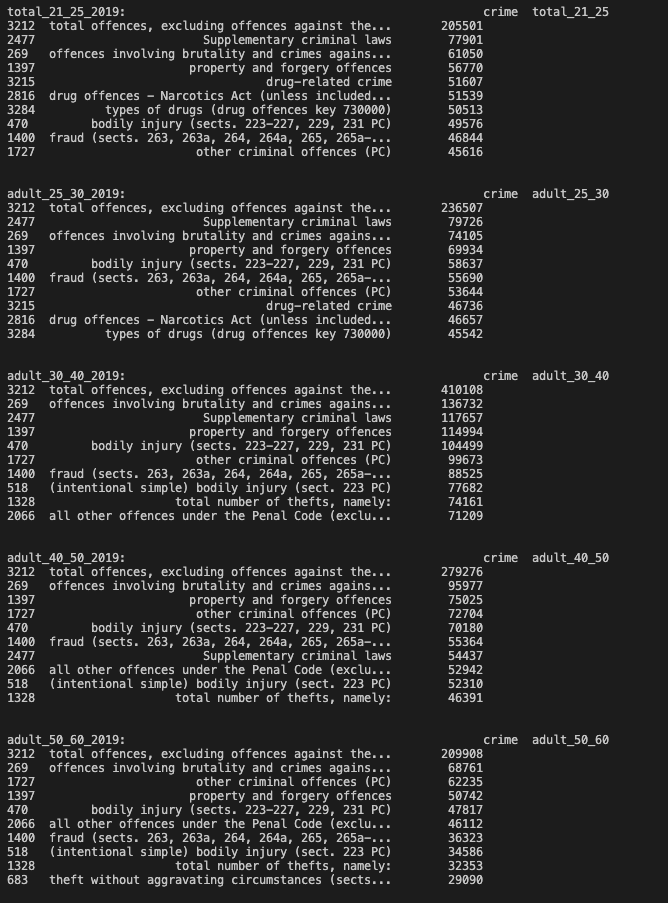 total_21_25_2019: crime total_21_25
3212 total offences, excluding offences against the... 205501
2477 Supplementary criminal laws 77901
269 offences involving brutality and crimes agains... 61050
1397 property and forgery offences 56770
3215 drug-related crime 51607
2816 drug offences - Narcotics Act (unless included... 51539
3284 types of drugs (drug offences key 730000) 50513
470 bodily injury (sects. 223-227, 229, 231 PC) 49576
1400 fraud (sects. 263, 263a, 264, 264a, 265, 265a-... 46844
1727 other criminal offences (PC) 45616
adult_25_30_2019: crime adult_25_30
3212 total offences, excluding offences against the... 236507
2477 Supplementary criminal laws 79726
269 offences involving brutality and crimes agains... 74105
1397 property and forgery offences 69934
470 bodily injury (sects. 223-227, 229, 231 PC) 58637
1400 fraud (sects. 263, 263a, 264, 264a, 265, 265a-... 55690
1727 other criminal offences (PC) 53644
3215 drug-related crime 46736
2816 drug offences - Narcotics Act (unless included... 46657
3284 types of drugs (drug offences key 730000) 45542
adult_30_40_2019: crime adult_30_40
3212 total offences, excluding offences against the... 410108
269 offences involving brutality and crimes agains... 136732
2477 Supplementary criminal laws 117657
1397 property and forgery offences 114994
470 bodily injury (sects. 223-227, 229, 231 PC) 104499
1727 other criminal offences (PC) 99673
1400 fraud (sects. 263, 263a, 264, 264a, 265, 265a-... 88525
518 (intentional simple) bodily injury (sect. 223 PC) 77682
1328 total number of thefts, namely: 74161
2066 all other offences under the Penal Code (exclu... 71209
adult_40_50_2019: crime adult_40_50
3212 total offences, excluding offences against the... 279276
269 offences involving brutality and crimes agains... 95977
1397 property and forgery offences 75025
1727 other criminal offences (PC) 72704
470 bodily injury (sects. 223-227, 229, 231 PC) 70180
1400 fraud (sects. 263, 263a, 264, 264a, 265, 265a-... 55364
2477 Supplementary criminal laws 54437
2066 all other offences under the Penal Code (exclu... 52942
518 (intentional simple) bodily injury (sect. 223 PC) 52310
1328 total number of thefts, namely: 46391
adult_50_60_2019: crime adult_50_60
3212 total offences, excluding offences against the... 209908
269 offences involving brutality and crimes agains... 68761
1727 other criminal offences (PC) 62235
1397 property and forgery offences 50742
470 bodily injury (sects. 223-227, 229, 231 PC) 47817
2066 all other offences under the Penal Code (exclu... 46112
1400 fraud (sects. 263, 263a, 264, 264a, 265, 265a-... 36323
518 (intentional simple) bodily injury (sect. 223 PC) 34586
1328 total number of thefts, namely: 32353
683 theft without aggravating circumstances (sects... 29090